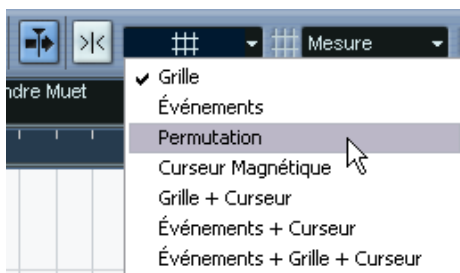 Mesure
ndre Muet
Grille
Événements
Permutation
Curseur Magnétique
Grille + Curseur
Événements + Curseur
Événements + Grille + Curseur